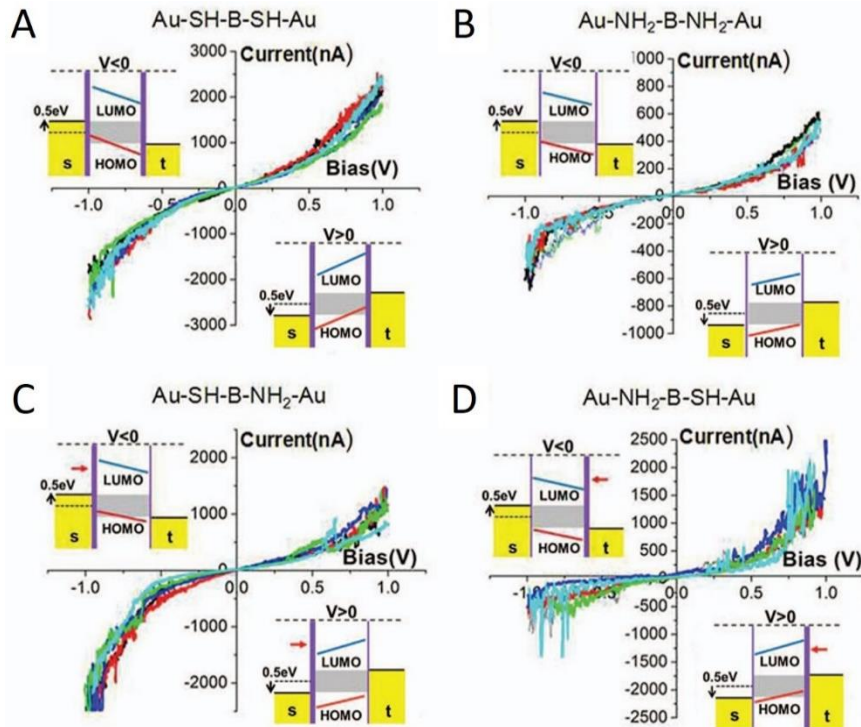 A
Au-SH-B-SH-Au
Current(nA)
3000
2000
1000
-1000
-2000
-3000
Bias(V)
-1.0 -0.5 0.0 0.5 1.0
V<0
0.5eV
LUMO
HOMO
s t
V>0
0.5eV
LUMO
HOMO
s t
B
Au-NH₂-B-NH₂-Au
Current(nA)
1000
800
600
400
200
-200
-400
-600
-800
-1000
Bias (V)
-1.0 -0.5 0.0 0.5 1.0
V<0
0.5eV
LUMO
HOMO
s t
V>0
0.5eV
LUMO
HOMO
s t
C
Au-SH-B-NH₂-Au
Current(nA)
2000
1000
-1000
-2000
Bias(V)
-1.0 -0.5 0.0 0.5 1.0
V<0
0.5eV
LUMO
HOMO
s t
V>0
0.5eV
LUMO
HOMO
s t
D
Au-NH₂-B-SH-Au
Current(nA)
2500
2000
1500
1000
500
-500
-1000
-1500
-2000
-2500
Bias (V)
-1.0 -0.5 0.0 0.5 1.0
V<0
0.5eV
LUMO
HOMO
s t
V>0
0.5eV
LUMO
HOMO
s t